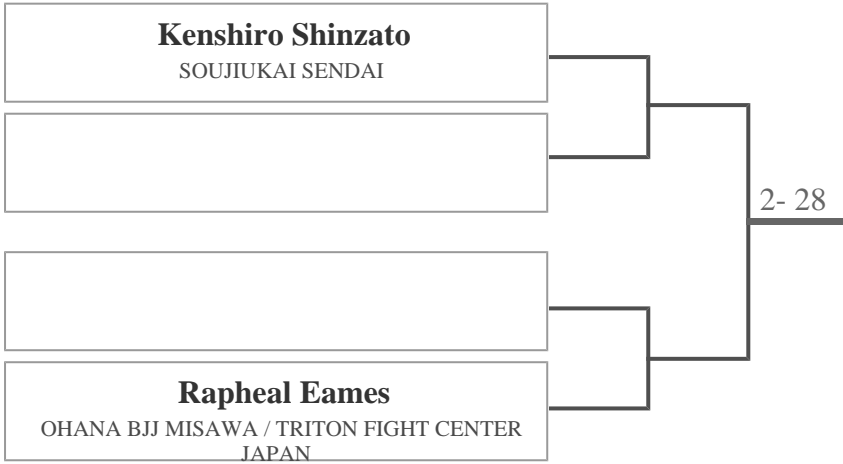 Kenshiro Shinzato
SOUJIUKAI SENDAI
2- 28
Rapheal Eames
OHANA BJJ MISAWA / TRITON FIGHT CENTER
JAPAN